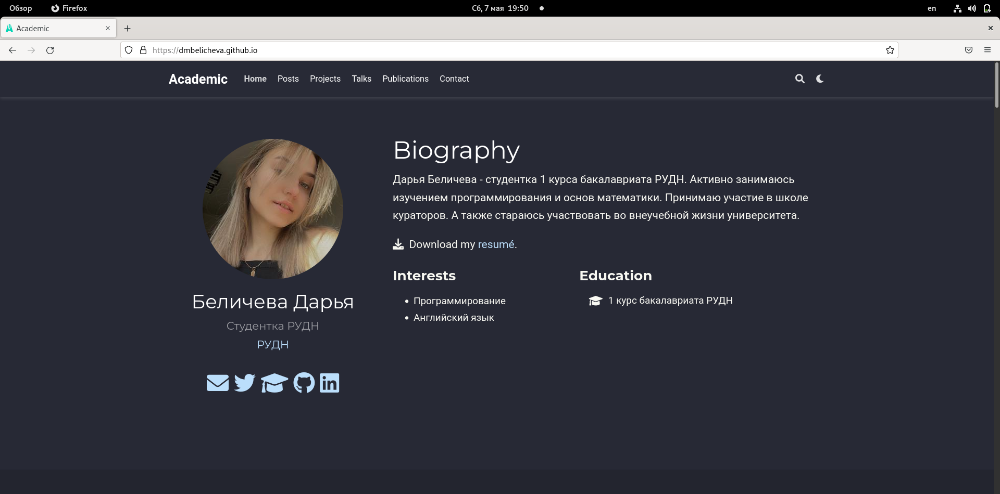 Обзор Firefox Сб, 7 мая 19:50 en
Academic
https://dmbelicheva.github.io
Academic Home Posts Projects Talks Publications Contact
Biography
Дарья Беличева - студентка 1 курса бакалавриата РУДН. Активно занимаюсь
изучением программирования и основ математики. Принимаю участие в школе
кураторов. А также стараюсь участвовать во внеучебной жизни университета.
Download my resumé.
Interests
Программирование
Английский язык
Education
1 курс бакалавриата РУДН
Беличева Дарья
Студентка РУДН
РУДН